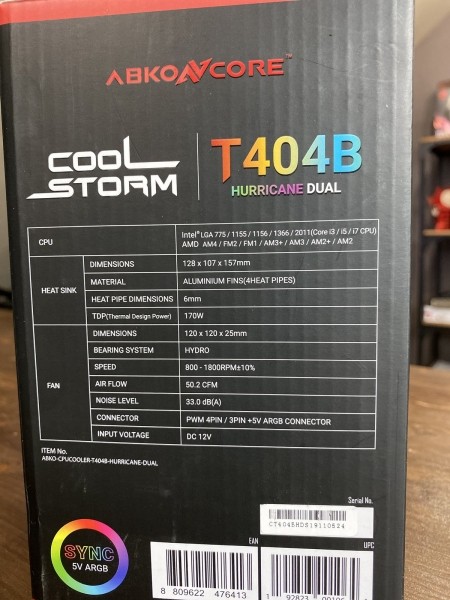 ABKONCORE™
COOL STORM
T404B
HURRICANE DUAL
CPU
Intel® LGA 775 / 1155 / 1156 / 1366 / 2011(Core i3 / i5 / i7 CPU)
AMD AM4 / FM2 / FM1 / AM3+ / AM3 / AM2+ / AM2
HEAT SINK
DIMENSIONS 128 x 107 x 157mm
MATERIAL ALUMINIUM FINS(4HEAT PIPES)
HEAT PIPE DIMENSIONS 6mm
TDP(Thermal Design Power) 170W
FAN
DIMENSIONS 120 x 120 x 25mm
BEARING SYSTEM HYDRO
SPEED 800 - 1800RPM±10%
AIR FLOW 50.2 CFM
NOISE LEVEL 33.0 dB(A)
CONNECTOR PWM 4PIN / 3PIN +5V ARGB CONNECTOR
INPUT VOLTAGE DC 12V
ITEM No.
ABKO-CPUCOOLER-T404B-HURRICANE-DUAL
Serial No.
CT404BHDS19110524
SYNC
5V ARGB
EAN
8 809622 476413
UPC
1 92823